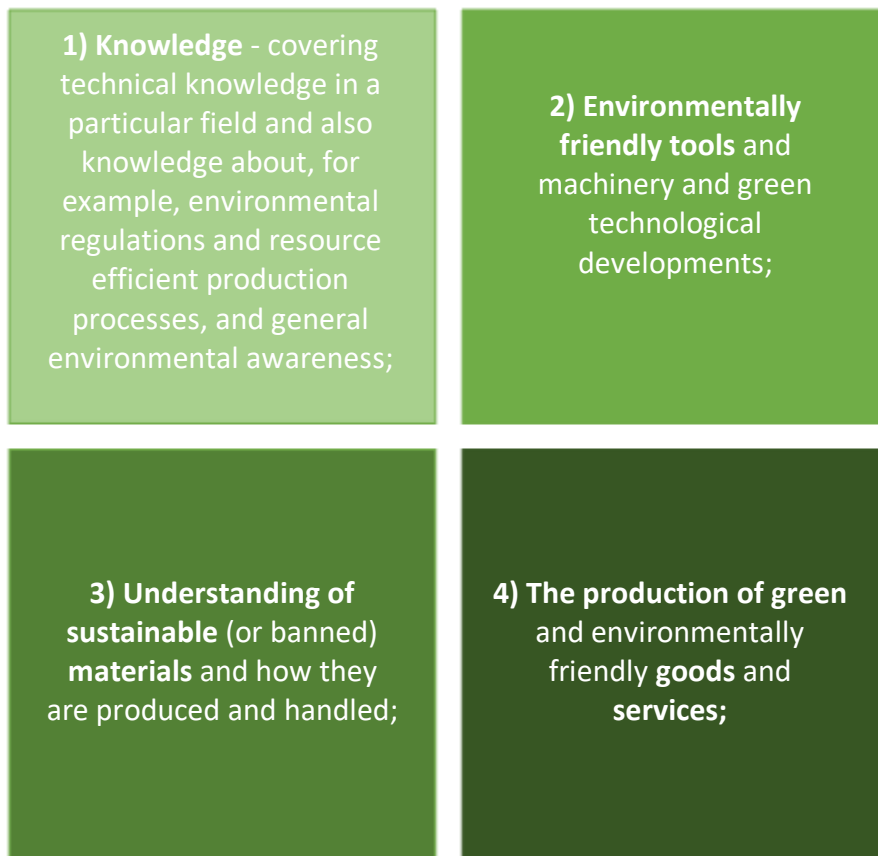 1) Knowledge - covering
technical knowledge in a
particular field and also
knowledge about, for
example, environmental
regulations and resource
efficient production
processes, and general
environmental awareness;
2) Environmentally
friendly tools and
machinery and green
technological
developments;
3) Understanding of
sustainable (or banned)
materials and how they
are produced and handled;
4) The production of green
and environmentally
friendly goods and
services;